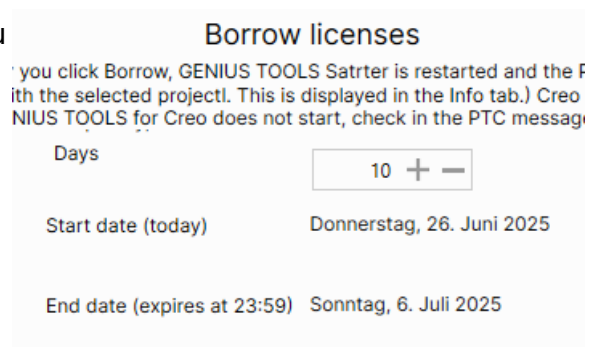 Borrow licenses
you click Borrow, GENIUS TOOLS Satrter is restarted and the
ith the selected projectl. This is displayed in the Info tab.) Creo
NIUS TOOLS for Creo does not start, check in the PTC messag
Days
10 + −
Start date (today) Donnerstag, 26. Juni 2025
End date (expires at 23:59) Sonntag, 6. Juli 2025